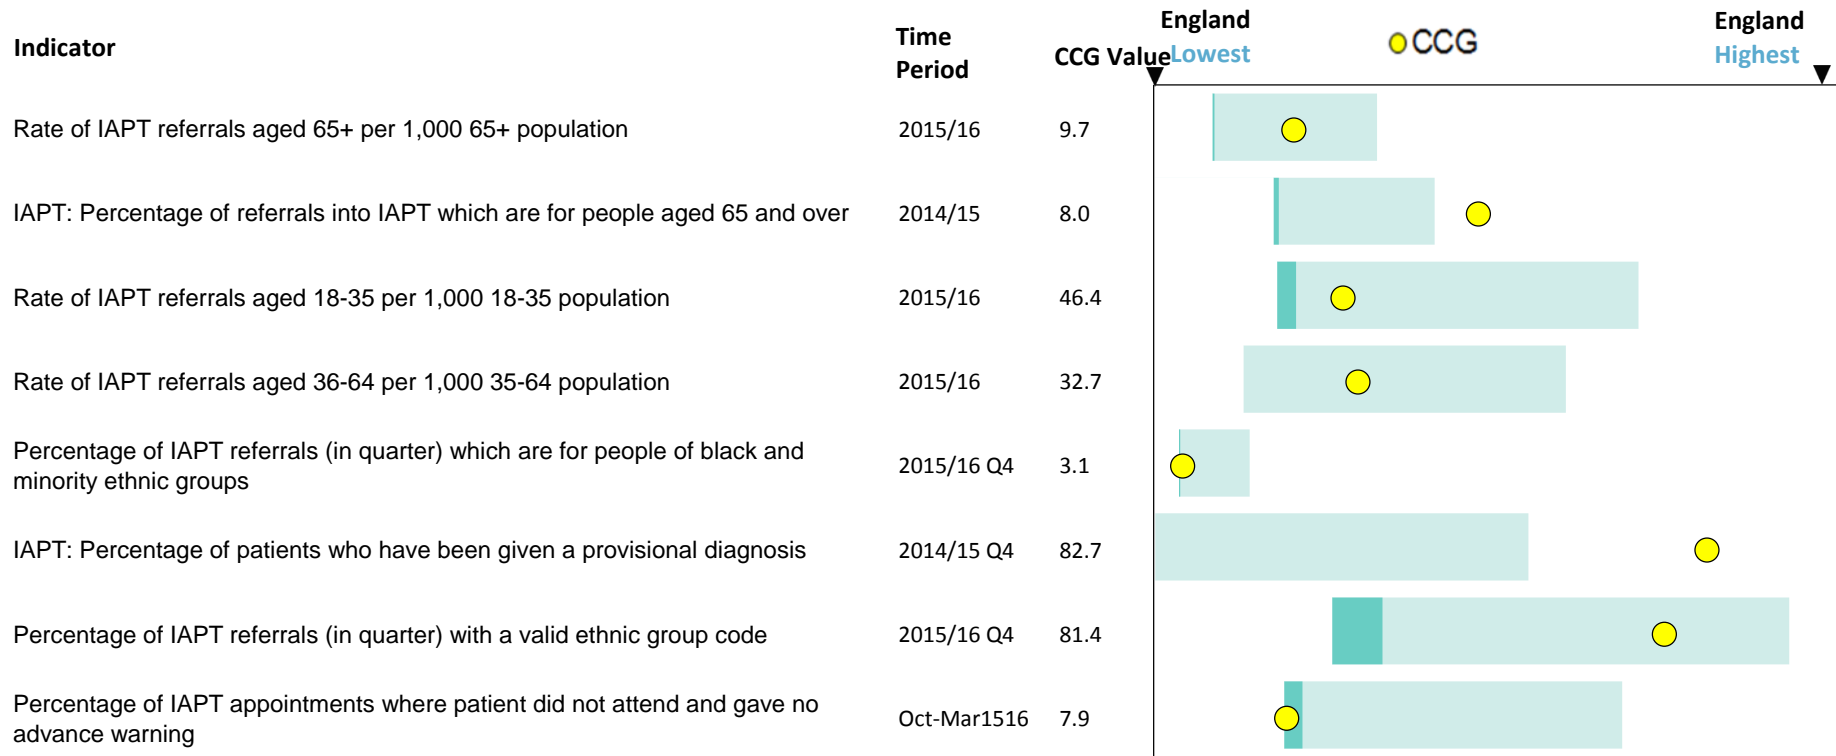 Indicator
Time
Period
CCG Value
England
Lowest
CCG
England
Highest
Rate of IAPT referrals aged 65+ per 1,000 65+ population 2015/16 9.7
IAPT: Percentage of referrals into IAPT which are for people aged 65 and over 2014/15 8.0
Rate of IAPT referrals aged 18-35 per 1,000 18-35 population 2015/16 46.4
Rate of IAPT referrals aged 36-64 per 1,000 35-64 population 2015/16 32.7
Percentage of IAPT referrals (in quarter) which are for people of black and
minority ethnic groups
2015/16 Q4 3.1
IAPT: Percentage of patients who have been given a provisional diagnosis 2014/15 Q4 82.7
Percentage of IAPT referrals (in quarter) with a valid ethnic group code 2015/16 Q4 81.4
Percentage of IAPT appointments where patient did not attend and gave no
advance warning
Oct-Mar1516 7.9